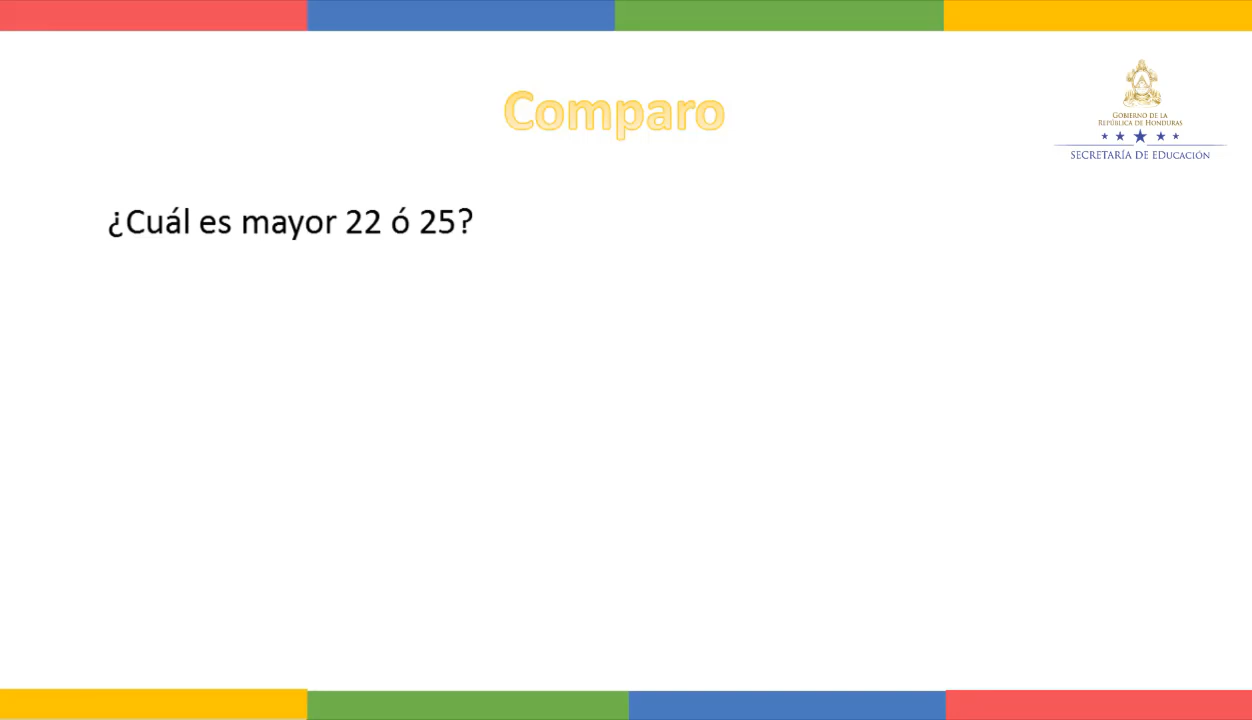 Comparo
GOBIERNO DE LA
REPÚBLICA DE HONDURAS
SECRETARÍA DE EDUCACIÓN
¿Cuál es mayor 22 ó 25?